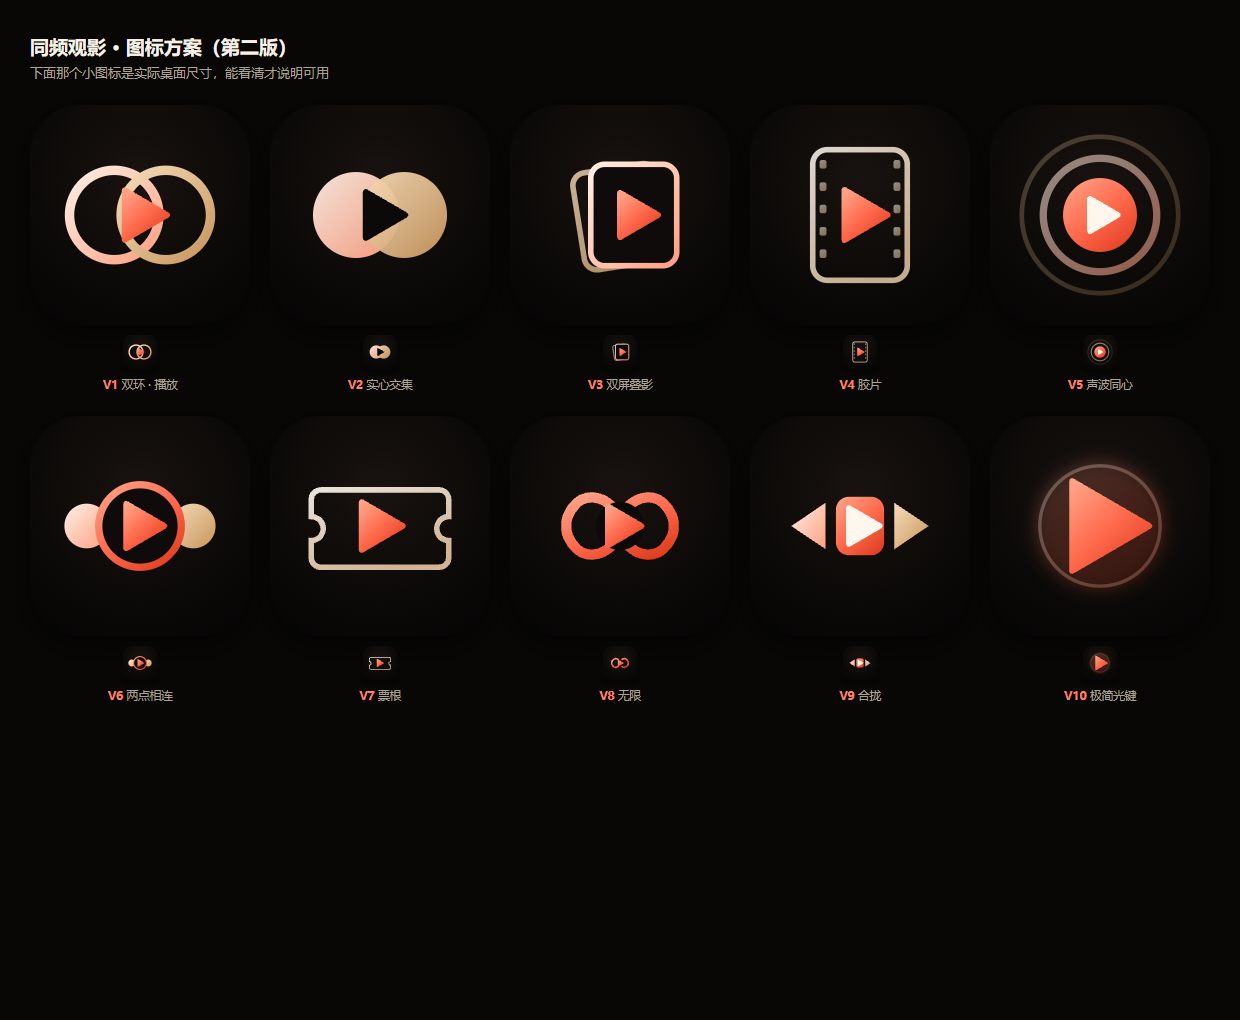 同频观影 · 图标方案（第二版）
下面那个小图标是实际桌面尺寸，能看清才说明可用
V1 双环 · 播放
V2 实心交集
V3 双屏叠影
V4 胶片
V5 声波同心
V6 两点相连
V7 票根
V8 无限
V9 合拢
V10 极简光键